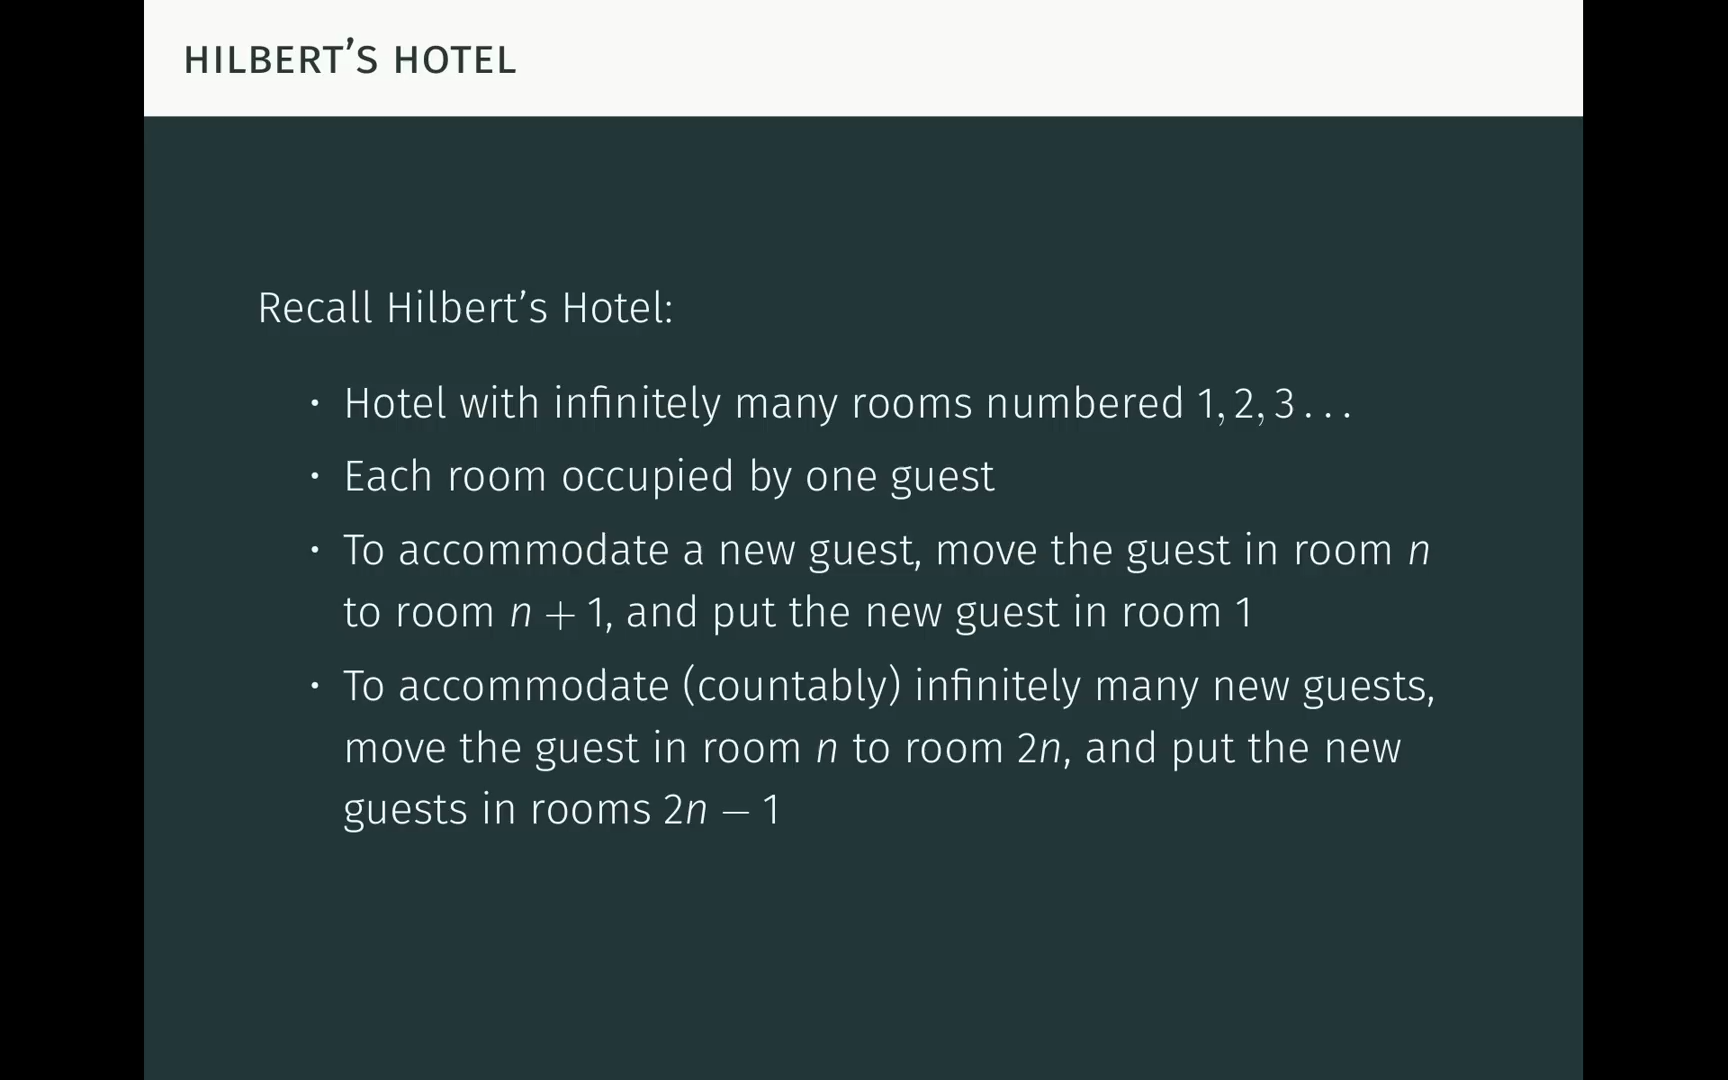 HILBERT’S HOTEL
Recall Hilbert’s Hotel:
• Hotel with infinitely many rooms numbered 1, 2, 3 . . .
• Each room occupied by one guest
• To accommodate a new guest, move the guest in room n
to room n + 1, and put the new guest in room 1
• To accommodate (countably) infinitely many new guests,
move the guest in room n to room 2n, and put the new
guests in rooms 2n − 1